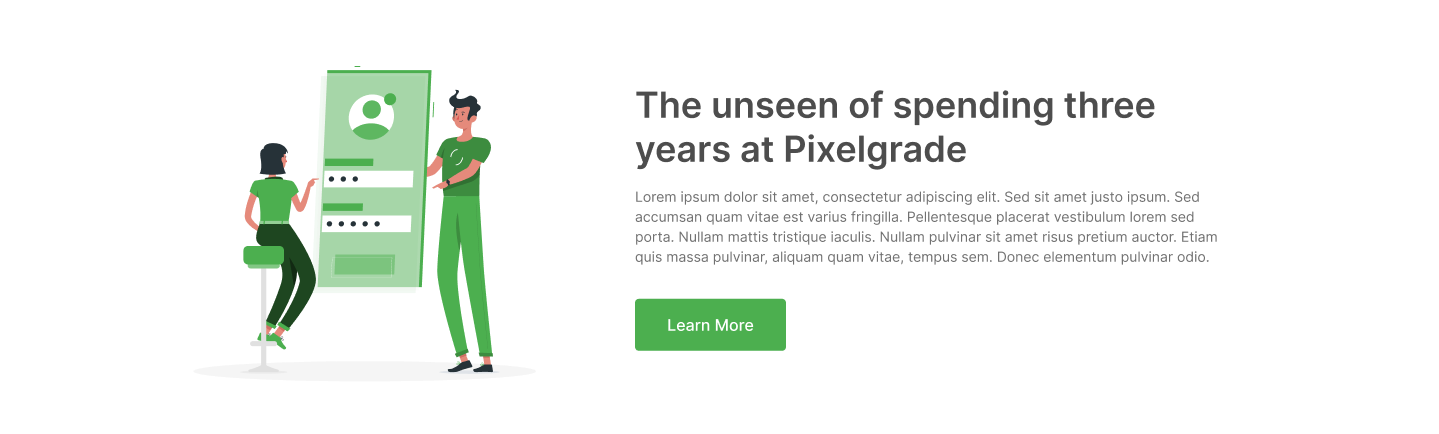 The unseen of spending three
years at Pixelgrade
Lorem ipsum dolor sit amet, consectetur adipiscing elit. Sed sit amet justo ipsum. Sed
accumsan quam vitae est varius fringilla. Pellentesque placerat vestibulum lorem sed
porta. Nullam mattis tristique iaculis. Nullam pulvinar sit amet risus pretium auctor. Etiam
quis massa pulvinar, aliquam quam vitae, tempus sem. Donec elementum pulvinar odio.
Learn More